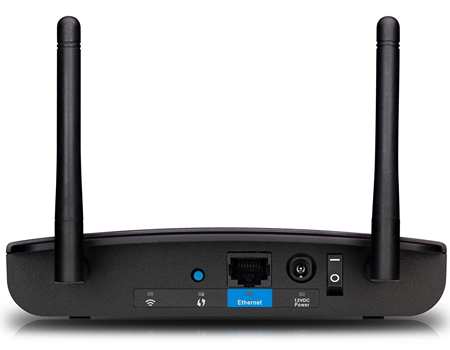 Ethernet
12VDC
Power
I
O